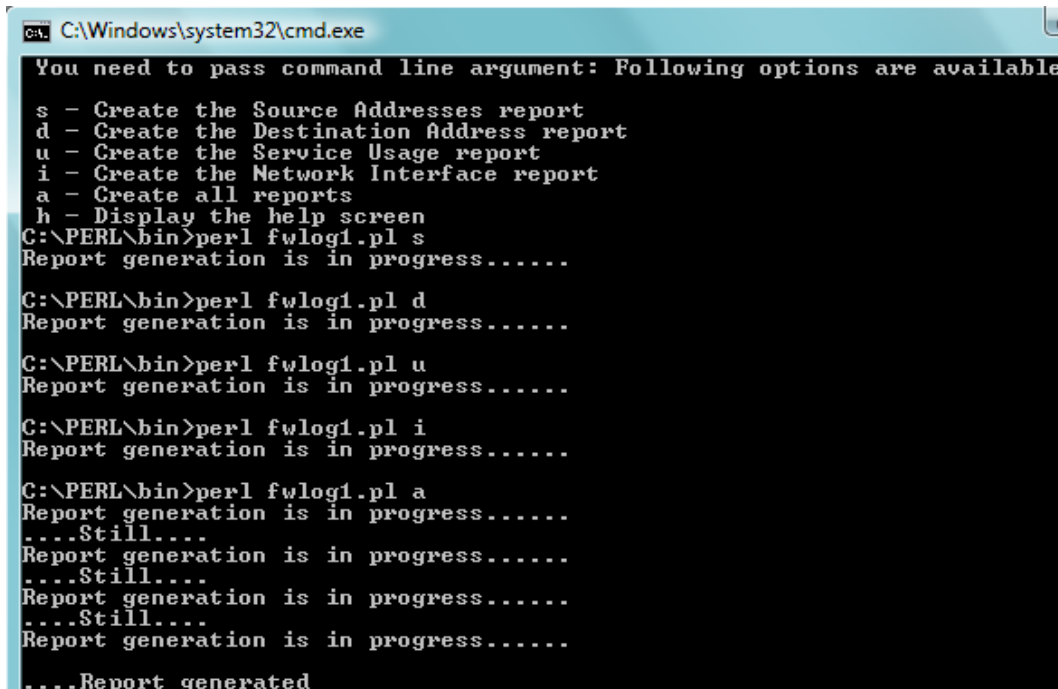 C:\Windows\system32\cmd.exe
You need to pass command line argument: Following options are available
s - Create the Source Addresses report
d - Create the Destination Address report
u - Create the Service Usage report
i - Create the Network Interface report
a - Create all reports
h - Display the help screen
C:\PERL\bin>perl fwlog1.pl s
Report generation is in progress......
C:\PERL\bin>perl fwlog1.pl d
Report generation is in progress......
C:\PERL\bin>perl fwlog1.pl u
Report generation is in progress......
C:\PERL\bin>perl fwlog1.pl i
Report generation is in progress......
C:\PERL\bin>perl fwlog1.pl a
Report generation is in progress......
....Still....
Report generation is in progress......
....Still....
Report generation is in progress......
....Still....
Report generation is in progress......
....Report generated